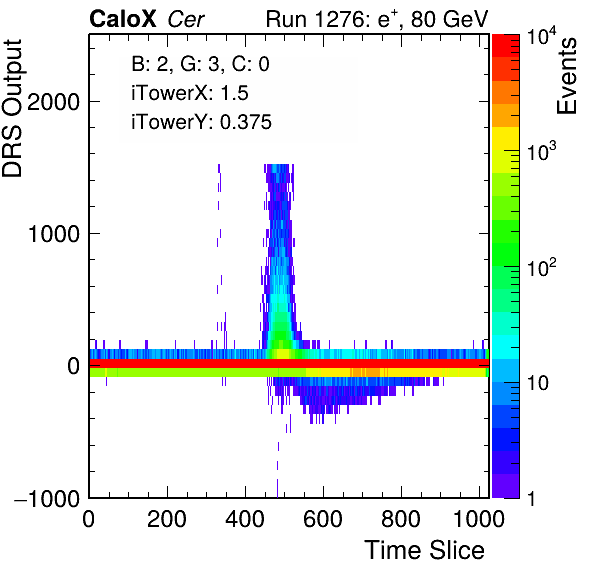 CaloX Cer Run 1276: e⁺, 80 GeV
B: 2, G: 3, C: 0
iTowerX: 1.5
iTowerY: 0.375
DRS Output
2000
1000
0
−1000
0 200 400 600 800 1000
Time Slice
Events
10⁴
10³
10²
10
1